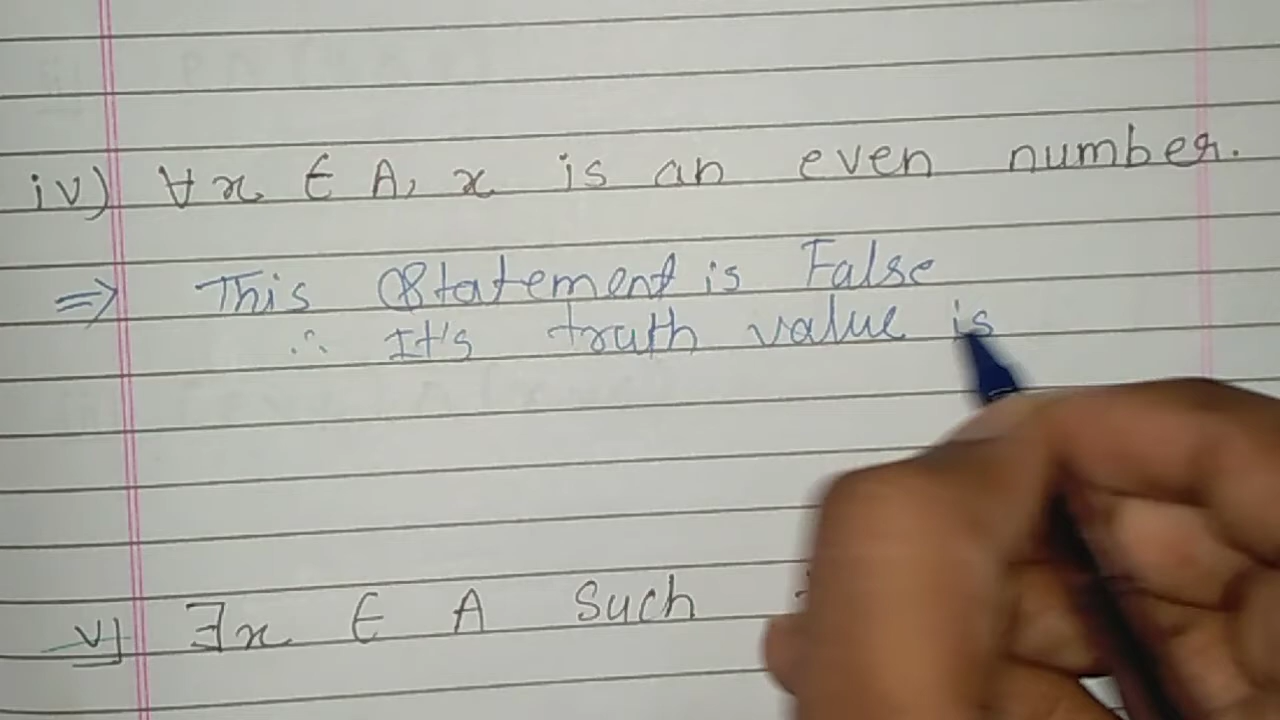 iv) ∀x ∈ A, x is an even number.
⇒ This Statement is False
∴ It's truth value is
v] ∃x ∈ A Such